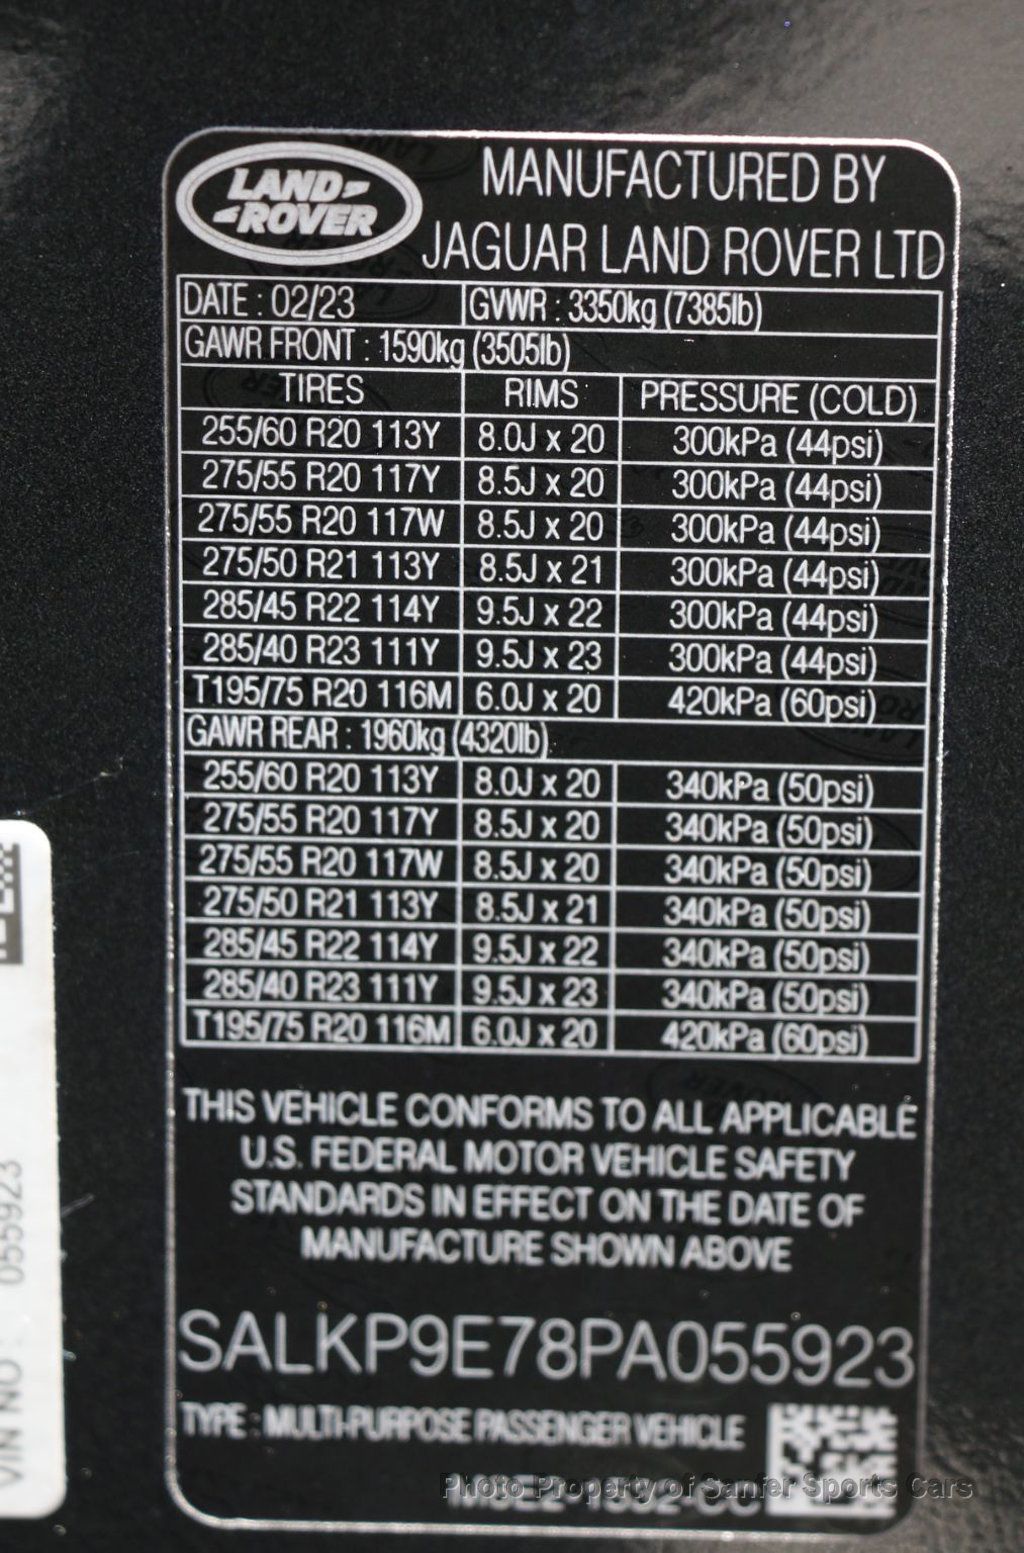 LAND
ROVER
MANUFACTURED BY
JAGUAR LAND ROVER LTD
DATE : 02/23 GVWR : 3350kg (7385lb)
GAWR FRONT : 1590kg (3505lb)
TIRES RIMS PRESSURE (COLD)
255/60 R20 113Y 8.0J x 20 300kPa (44psi)
275/55 R20 117Y 8.5J x 20 300kPa (44psi)
275/55 R20 117W 8.5J x 20 300kPa (44psi)
275/50 R21 113Y 8.5J x 21 300kPa (44psi)
285/45 R22 114Y 9.5J x 22 300kPa (44psi)
285/40 R23 111Y 9.5J x 23 300kPa (44psi)
T195/75 R20 116M 6.0J x 20 420kPa (60psi)
GAWR REAR : 1960kg (4320lb)
255/60 R20 113Y 8.0J x 20 340kPa (50psi)
275/55 R20 117Y 8.5J x 20 340kPa (50psi)
275/55 R20 117W 8.5J x 20 340kPa (50psi)
275/50 R21 113Y 8.5J x 21 340kPa (50psi)
285/45 R22 114Y 9.5J x 22 340kPa (50psi)
285/40 R23 111Y 9.5J x 23 340kPa (50psi)
T195/75 R20 116M 6.0J x 20 420kPa (60psi)
THIS VEHICLE CONFORMS TO ALL APPLICABLE
U.S. FEDERAL MOTOR VEHICLE SAFETY
STANDARDS IN EFFECT ON THE DATE OF
MANUFACTURE SHOWN ABOVE
SALKP9E78PA055923
TYPE : MULTI-PURPOSE PASSENGER VEHICLE
Photo Property of Sanfer Sports Cars
VIN NO : 055923